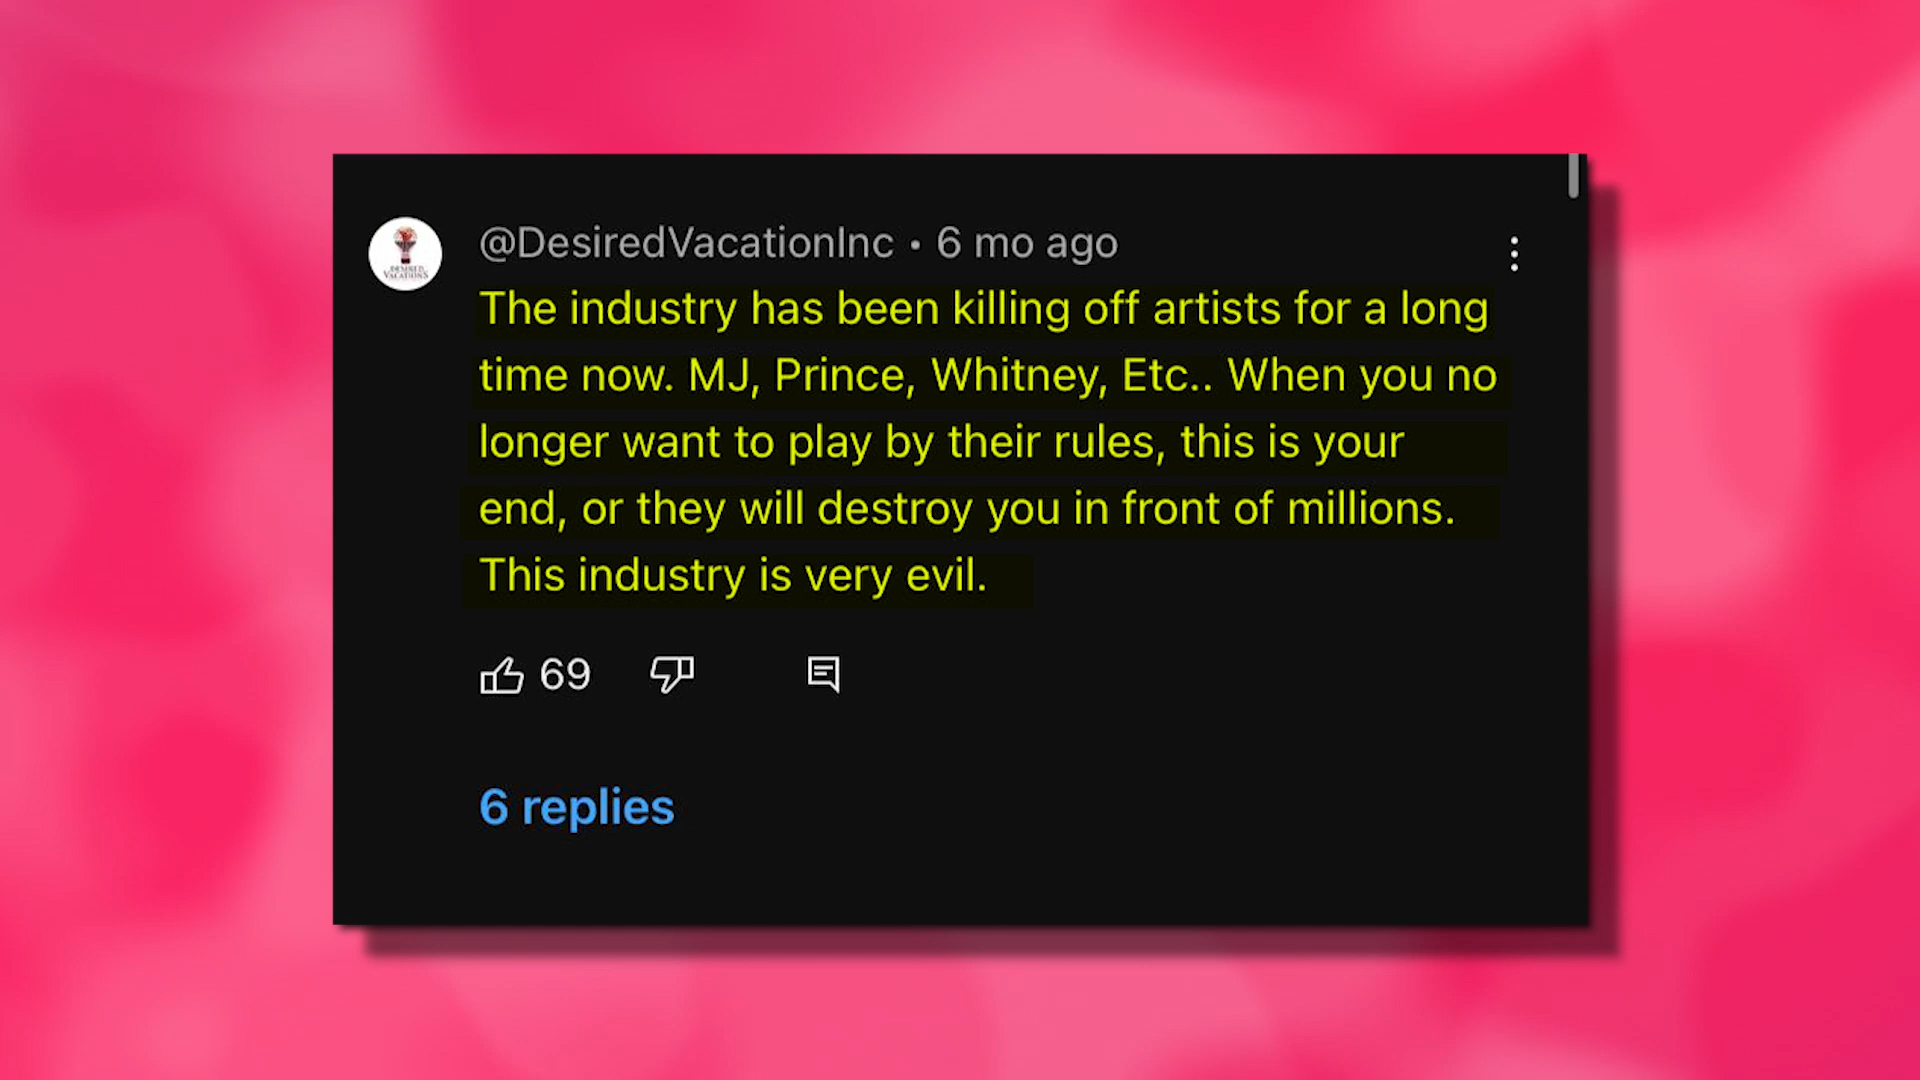 @DesiredVacationInc • 6 mo ago
The industry has been killing off artists for a long
time now. MJ, Prince, Whitney, Etc.. When you no
longer want to play by their rules, this is your
end, or they will destroy you in front of millions.
This industry is very evil.
69
6 replies
DESIRED
VACATIONS